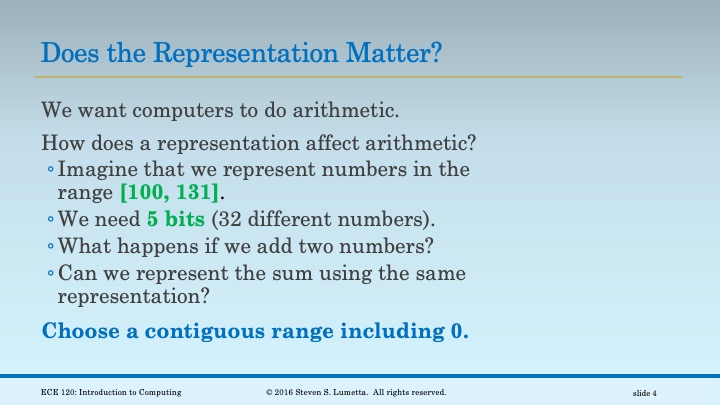 Does the Representation Matter?
We want computers to do arithmetic.
How does a representation affect arithmetic?
◦Imagine that we represent numbers in the
range [100, 131].
◦We need 5 bits (32 different numbers).
◦What happens if we add two numbers?
◦Can we represent the sum using the same
representation?
Choose a contiguous range including 0.
ECE 120: Introduction to Computing © 2016 Steven S. Lumetta. All rights reserved. slide 4